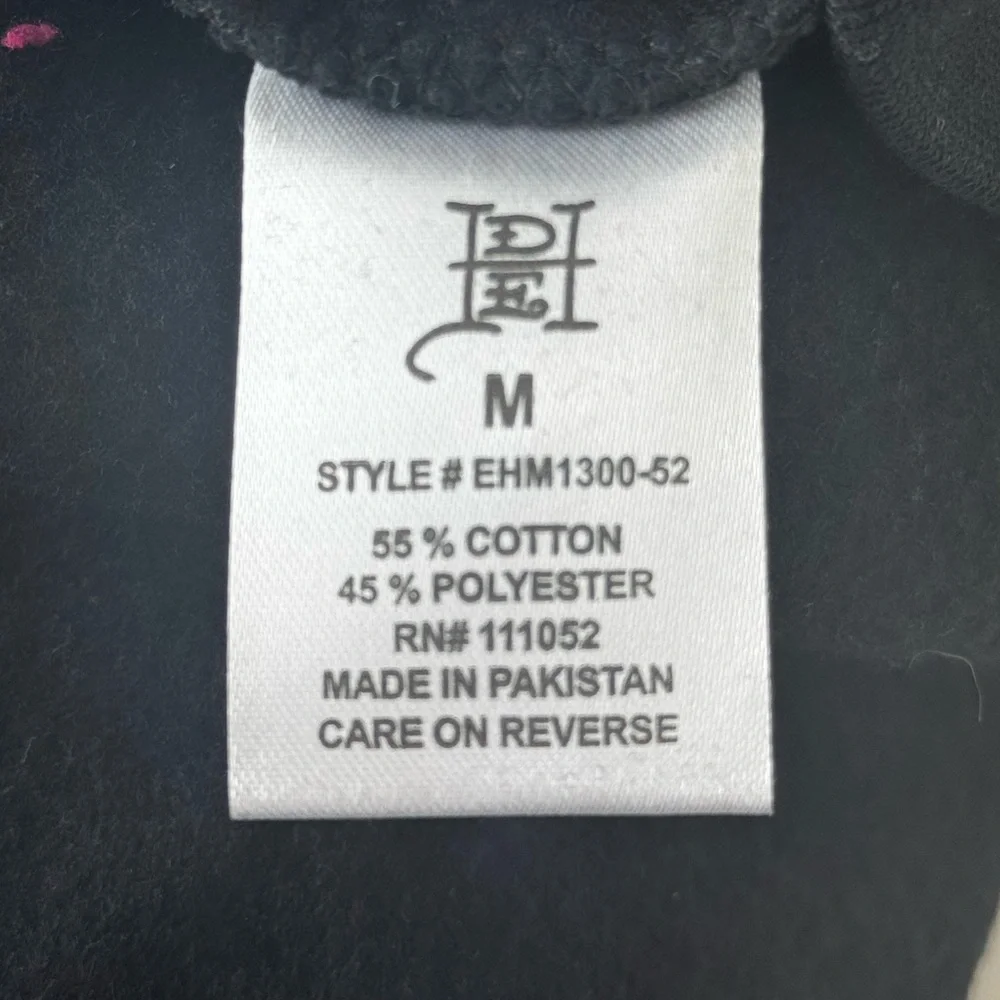 H
D
E
M
STYLE # EHM1300-52
55 % COTTON
45 % POLYESTER
RN# 111052
MADE IN PAKISTAN
CARE ON REVERSE